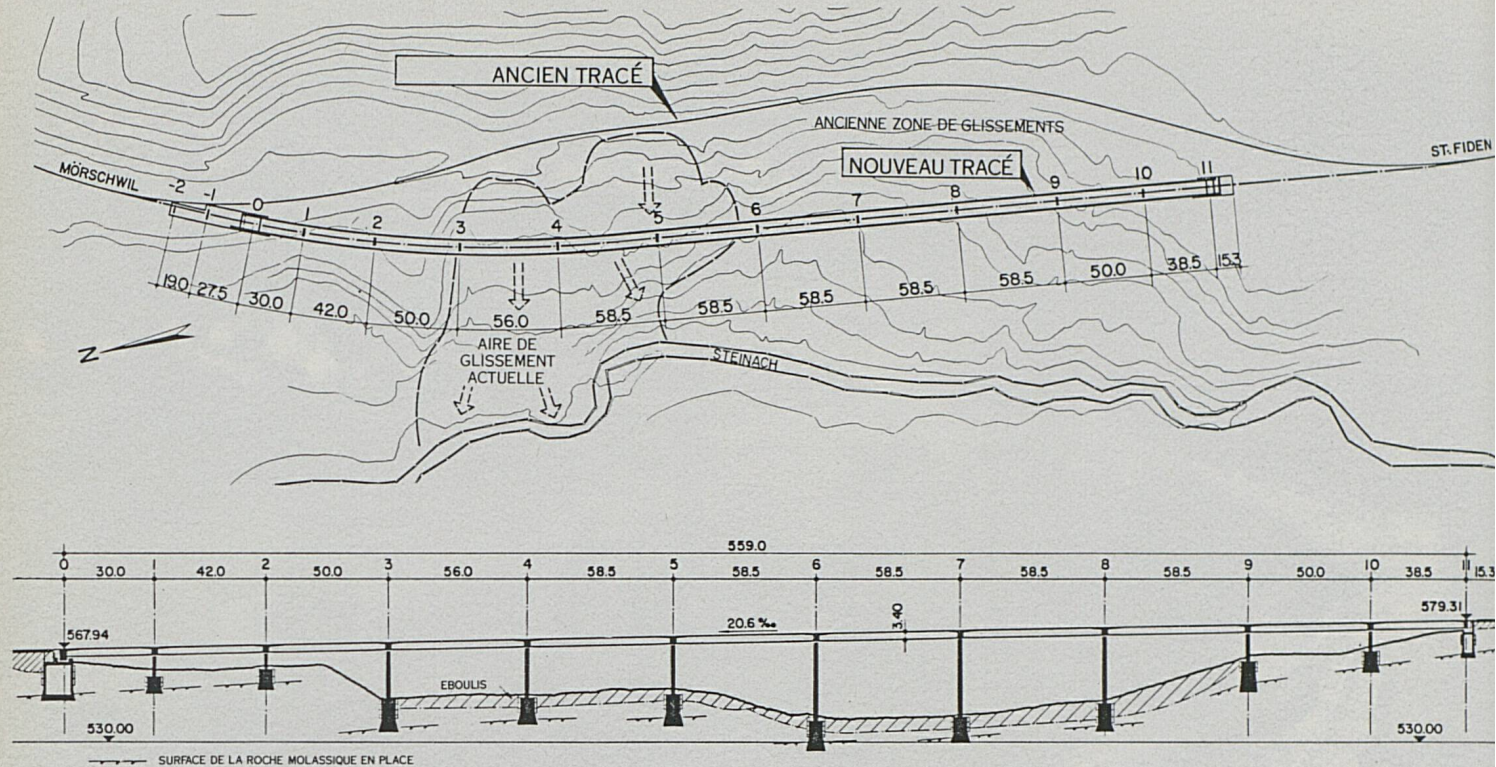 ANCIEN TRACÉ
ANCIENNE ZONE DE GLISSEMENTS
ST. FIDEN
NOUVEAU TRACÉ
MÖRSCHWIL
-2 -1 0 1 2 3 4 5 6 7 8 9 10 11
19.0 27.5 30.0 42.0 50.0 56.0 58.5 58.5 58.5 58.5 58.5 50.0 38.5 15.3
N
AIRE DE
GLISSEMENT
ACTUELLE
STEINACH
559.0
0 1 2 3 4 5 6 7 8 9 10 11
30.0 42.0 50.0 56.0 58.5 58.5 58.5 58.5 58.5 50.0 38.5 15.3
567.94 20.6 ‰ 3.40 579.31
EBOULIS
530.00 530.00
SURFACE DE LA ROCHE MOLASSIQUE EN PLACE